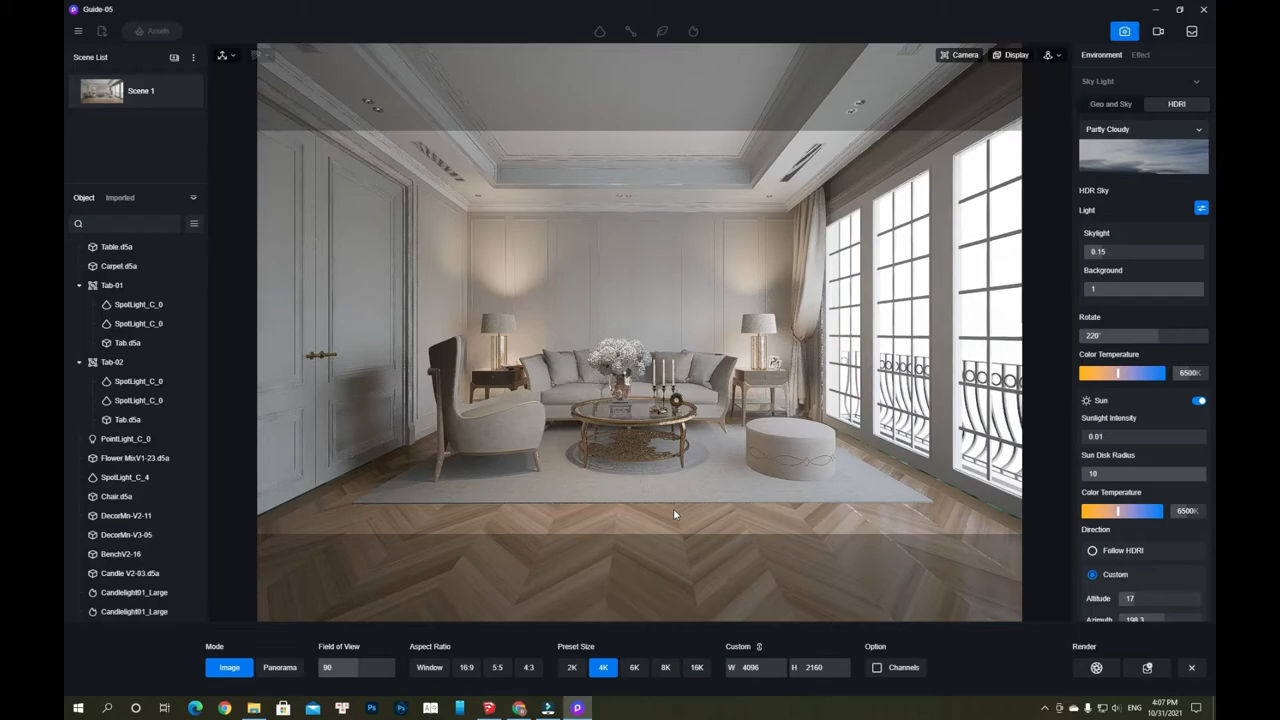 Guide-05
Assets
Scene List
Scene 1
Camera
Display
Object
Imported
Table.d5a
Carpet.d5a
Tab-01
SpotLight_C_0
SpotLight_C_0
Tab.d5a
Tab-02
SpotLight_C_0
SpotLight_C_0
Tab.d5a
PointLight_C_0
Flower MixV1-23.d5a
SpotLight_C_4
Chair.d5a
DecorMn-V2-11
DecorMn-V3-05
BenchV2-16
Candle V2-03.d5a
Candlelight01_Large
Candlelight01_Large
Environment Effect
Sky Light
Geo and Sky HDRI
Partly Cloudy
HDR Sky
Light
Skylight
0.15
Background
1
Rotate
220°
Color Temperature
6500K
Sun
Sunlight Intensity
0.01
Sun Disk Radius
10
Color Temperature
6500K
Direction
Follow HDRI
Custom
Altitude 17
Azimuth 198.3
Mode Field of View Aspect Ratio Preset Size Custom Option Render
Image Panorama 90 Window 16:9 5:5 4:3 2K 4K 6K 8K 16K W 4096 H 2160 Channels
ENG
4:07 PM
10/31/2021